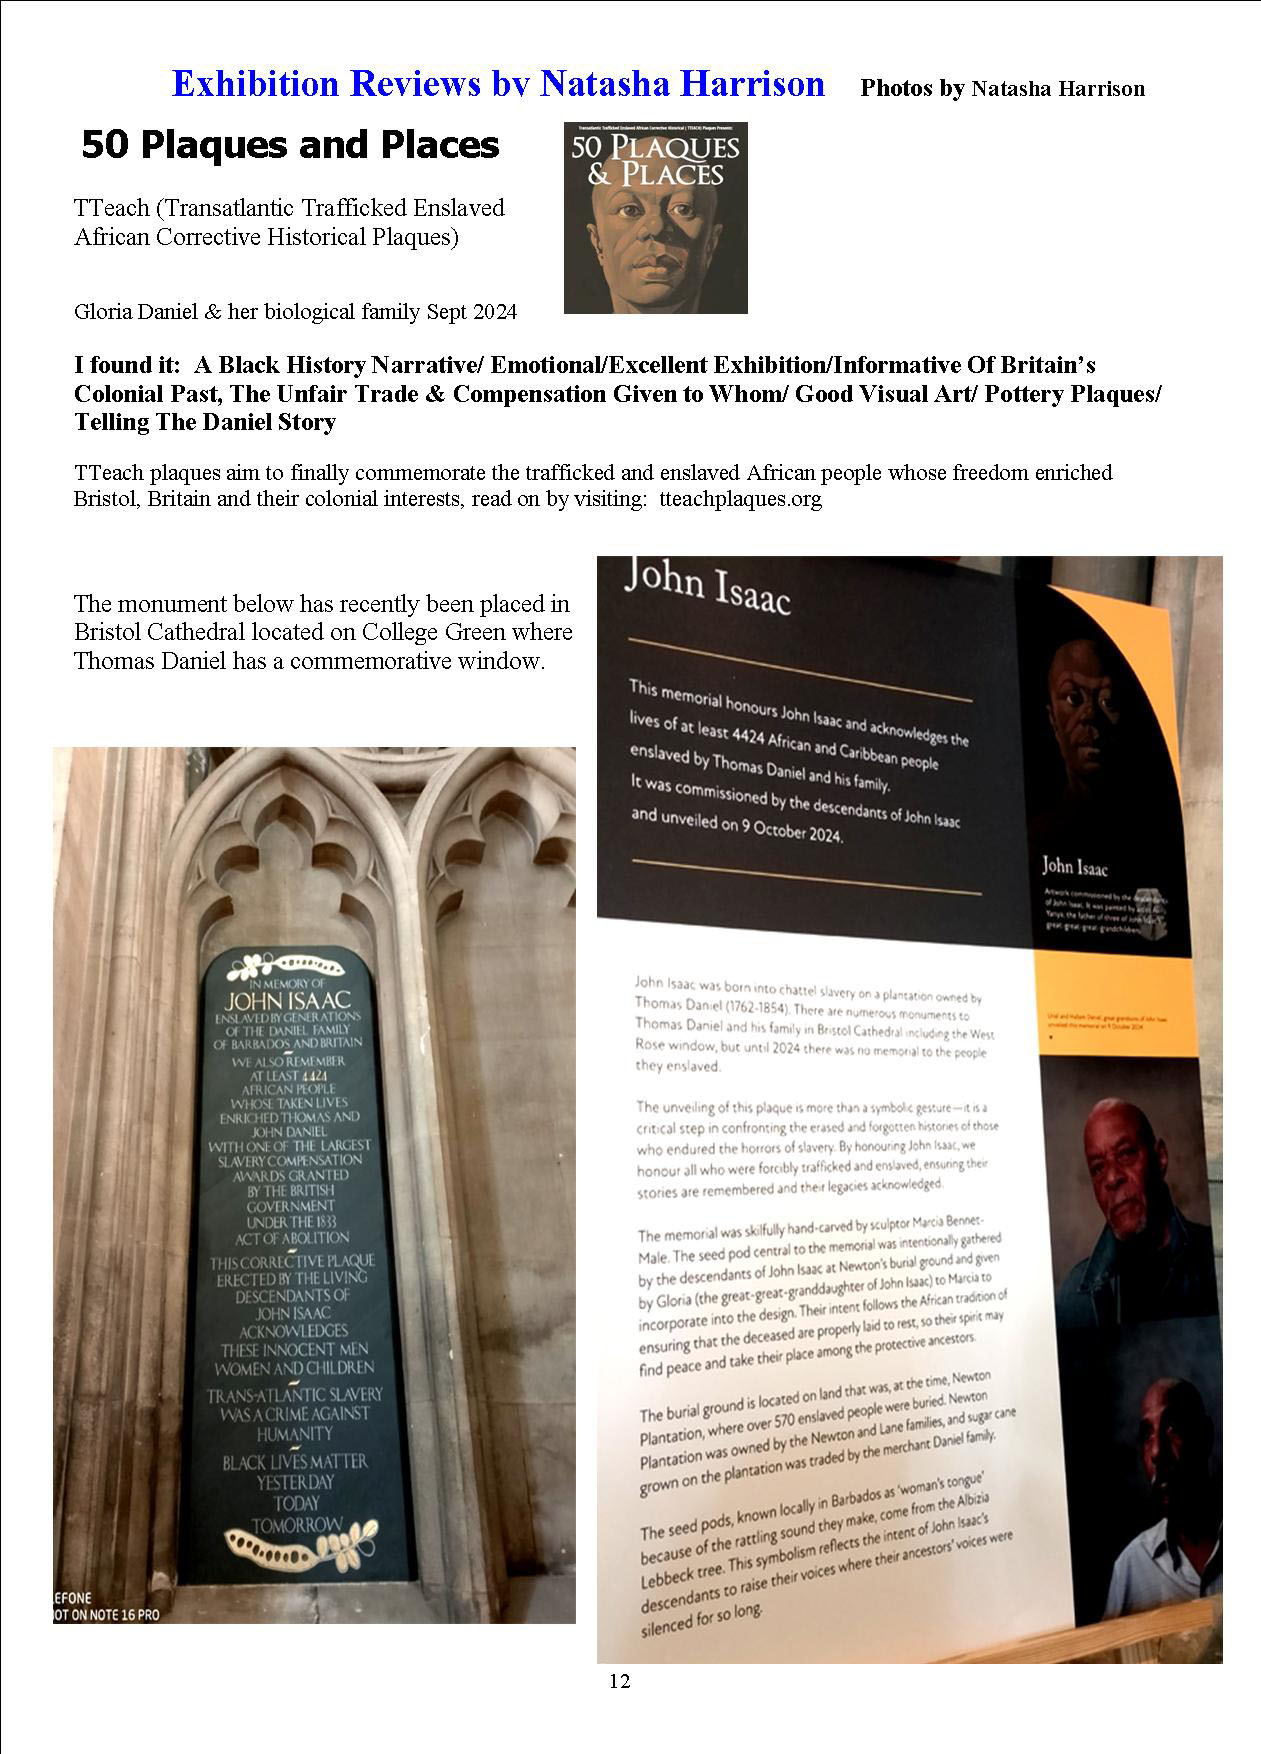 Exhibition Reviews by Natasha Harrison
Photos by Natasha Harrison
50 Plaques and Places
Transatlantic Trafficked Enslaved African Corrective Historical (TTEACH) Plaques Presents:
50 PLAQUES
& PLACES
TTeach (Transatlantic Trafficked Enslaved
African Corrective Historical Plaques)
Gloria Daniel & her biological family Sept 2024
I found it: A Black History Narrative/ Emotional/Excellent Exhibition/Informative Of Britain’s
Colonial Past, The Unfair Trade & Compensation Given to Whom/ Good Visual Art/ Pottery Plaques/
Telling The Daniel Story
TTeach plaques aim to finally commemorate the trafficked and enslaved African people whose freedom enriched
Bristol, Britain and their colonial interests, read on by visiting: tteachplaques.org
The monument below has recently been placed in
Bristol Cathedral located on College Green where
Thomas Daniel has a commemorative window.
IN MEMORY OF
JOHN ISAAC
ENSLAVED BY GENERATIONS
OF THE DANIEL FAMILY
OF BARBADOS AND BRITAIN
WE ALSO REMEMBER
AT LEAST 4424
AFRICAN PEOPLE
WHOSE TAKEN LIVES
ENRICHED THOMAS AND
JOHN DANIEL
WITH ONE OF THE LARGEST
SLAVERY COMPENSATION
AWARDS GRANTED
BY THE BRITISH
GOVERNMENT
UNDER THE 1833
ACT OF ABOLITION
THIS CORRECTIVE PLAQUE
ERECTED BY THE LIVING
DESCENDANTS OF
JOHN ISAAC
ACKNOWLEDGES
THESE INNOCENT MEN
WOMEN AND CHILDREN
TRANS-ATLANTIC SLAVERY
WAS A CRIME AGAINST
HUMANITY
BLACK LIVES MATTER
YESTERDAY
TODAY
TOMORROW
LEFONE
HOT ON NOTE 16 PRO
John Isaac
This memorial honours John Isaac and acknowledges the
lives of at least 4424 African and Caribbean people
enslaved by Thomas Daniel and his family.
It was commissioned by the descendants of John Isaac
and unveiled on 9 October 2024.
John Isaac
Artwork commissioned by the descendants
of John Isaac. It was painted by
Yanya, the father of three of John Isaac's
great-great-great-grandchildren.
Uriel and Hallam Daniel, great grandsons of John Isaac
unveiled this memorial on 9 October 2024
John Isaac was born into chattel slavery on a plantation owned by
Thomas Daniel (1762-1854). There are numerous monuments to
Thomas Daniel and his family in Bristol Cathedral including the West
Rose window, but until 2024 there was no memorial to the people
they enslaved.
The unveiling of this plaque is more than a symbolic gesture—it is a
critical step in confronting the erased and forgotten histories of those
who endured the horrors of slavery. By honouring John Isaac, we
honour all who were forcibly trafficked and enslaved, ensuring their
stories are remembered and their legacies acknowledged.
The memorial was skilfully hand-carved by sculptor Marcia Bennet-
Male. The seed pod central to the memorial was intentionally gathered
by the descendants of John Isaac at Newton's burial ground and given
by Gloria (the great-great-granddaughter of John Isaac) to Marcia to
incorporate into the design. Their intent follows the African tradition of
ensuring that the deceased are properly laid to rest, so their spirit may
find peace and take their place among the protective ancestors.
The burial ground is located on land that was, at the time, Newton
Plantation, where over 570 enslaved people were buried. Newton
Plantation was owned by the Newton and Lane families, and sugar cane
grown on the plantation was traded by the merchant Daniel family.
The seed pods, known locally in Barbados as 'woman's tongue'
because of the rattling sound they make, come from the Albizia
Lebbeck tree. This symbolism reflects the intent of John Isaac's
descendants to raise their voices where their ancestors' voices were
silenced for so long.
12